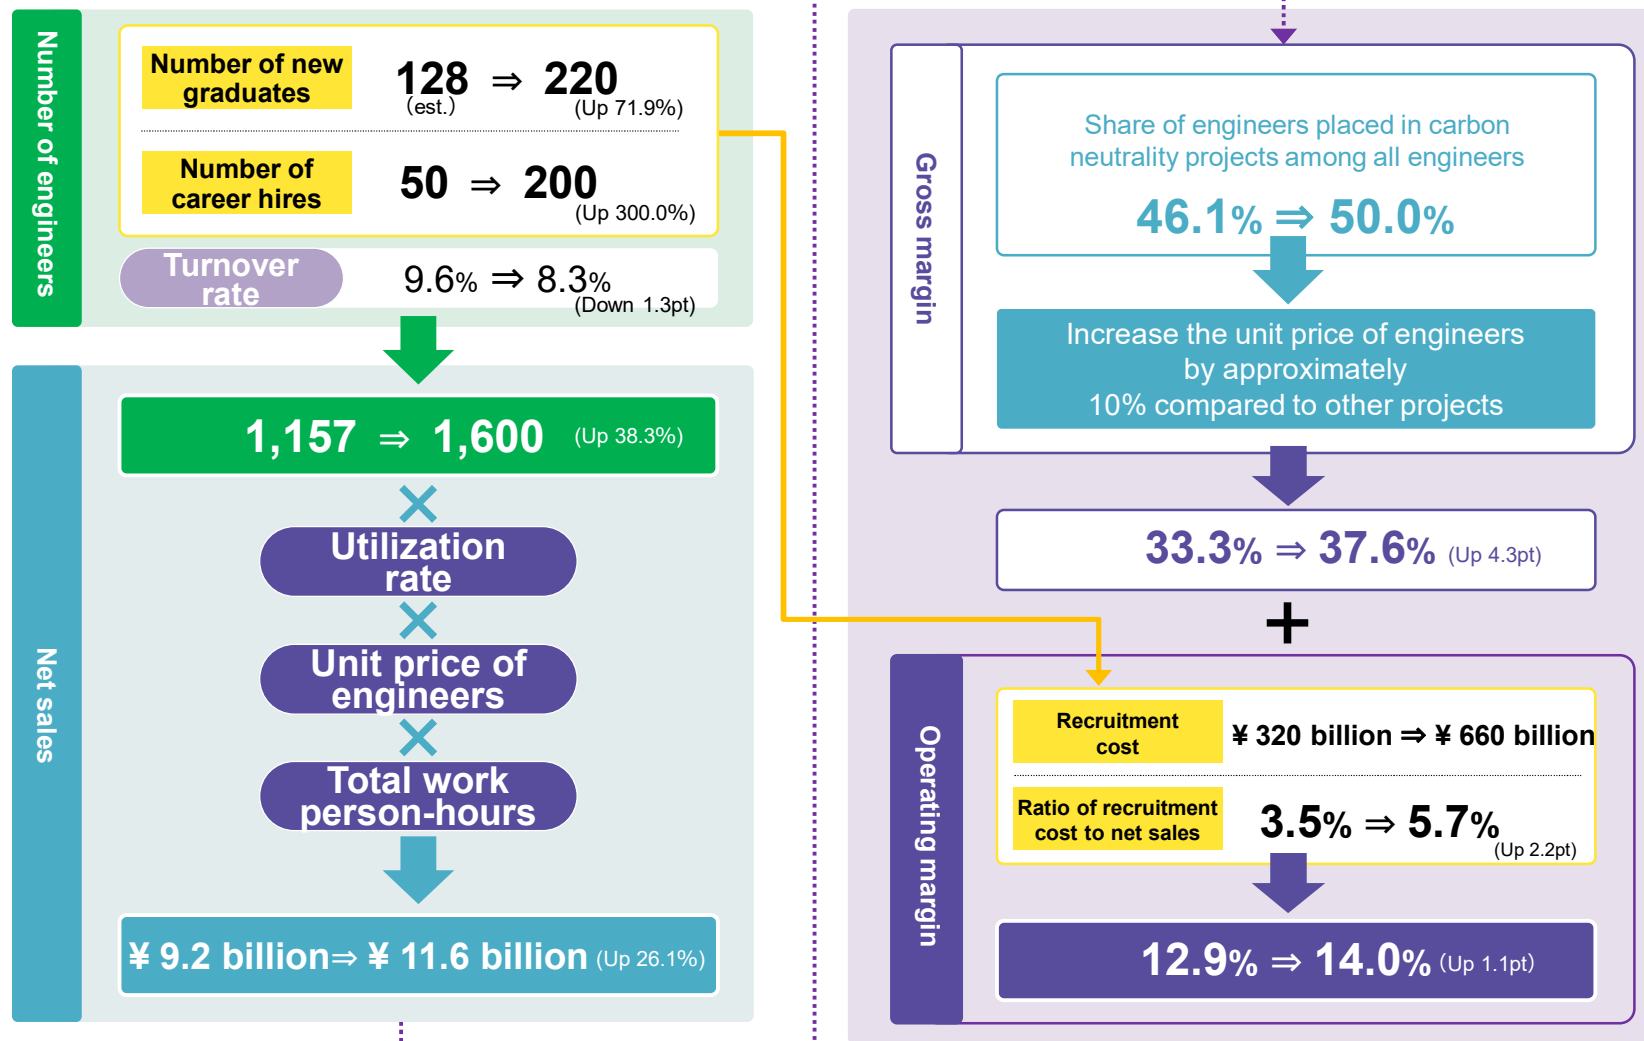 Number of engineers
Number of new
graduates
128 ⇒ 220
(est.)
(Up 71.9%)
Number of
career hires
50 ⇒ 200
(Up 300.0%)
Turnover
rate
9.6% ⇒ 8.3%
(Down 1.3pt)
Net sales
1,157 ⇒ 1,600 (Up 38.3%)
×
Utilization
rate
×
Unit price of
engineers
×
Total work
person-hours
¥ 9.2 billion⇒ ¥ 11.6 billion (Up 26.1%)
Gross margin
Share of engineers placed in carbon
neutrality projects among all engineers
46.1% ⇒ 50.0%
Increase the unit price of engineers
by approximately
10% compared to other projects
33.3% ⇒ 37.6% (Up 4.3pt)
+
Operating margin
Recruitment
cost
¥ 320 billion ⇒ ¥ 660 billion
Ratio of recruitment
cost to net sales
3.5% ⇒ 5.7%
(Up 2.2pt)
12.9% ⇒ 14.0% (Up 1.1pt)